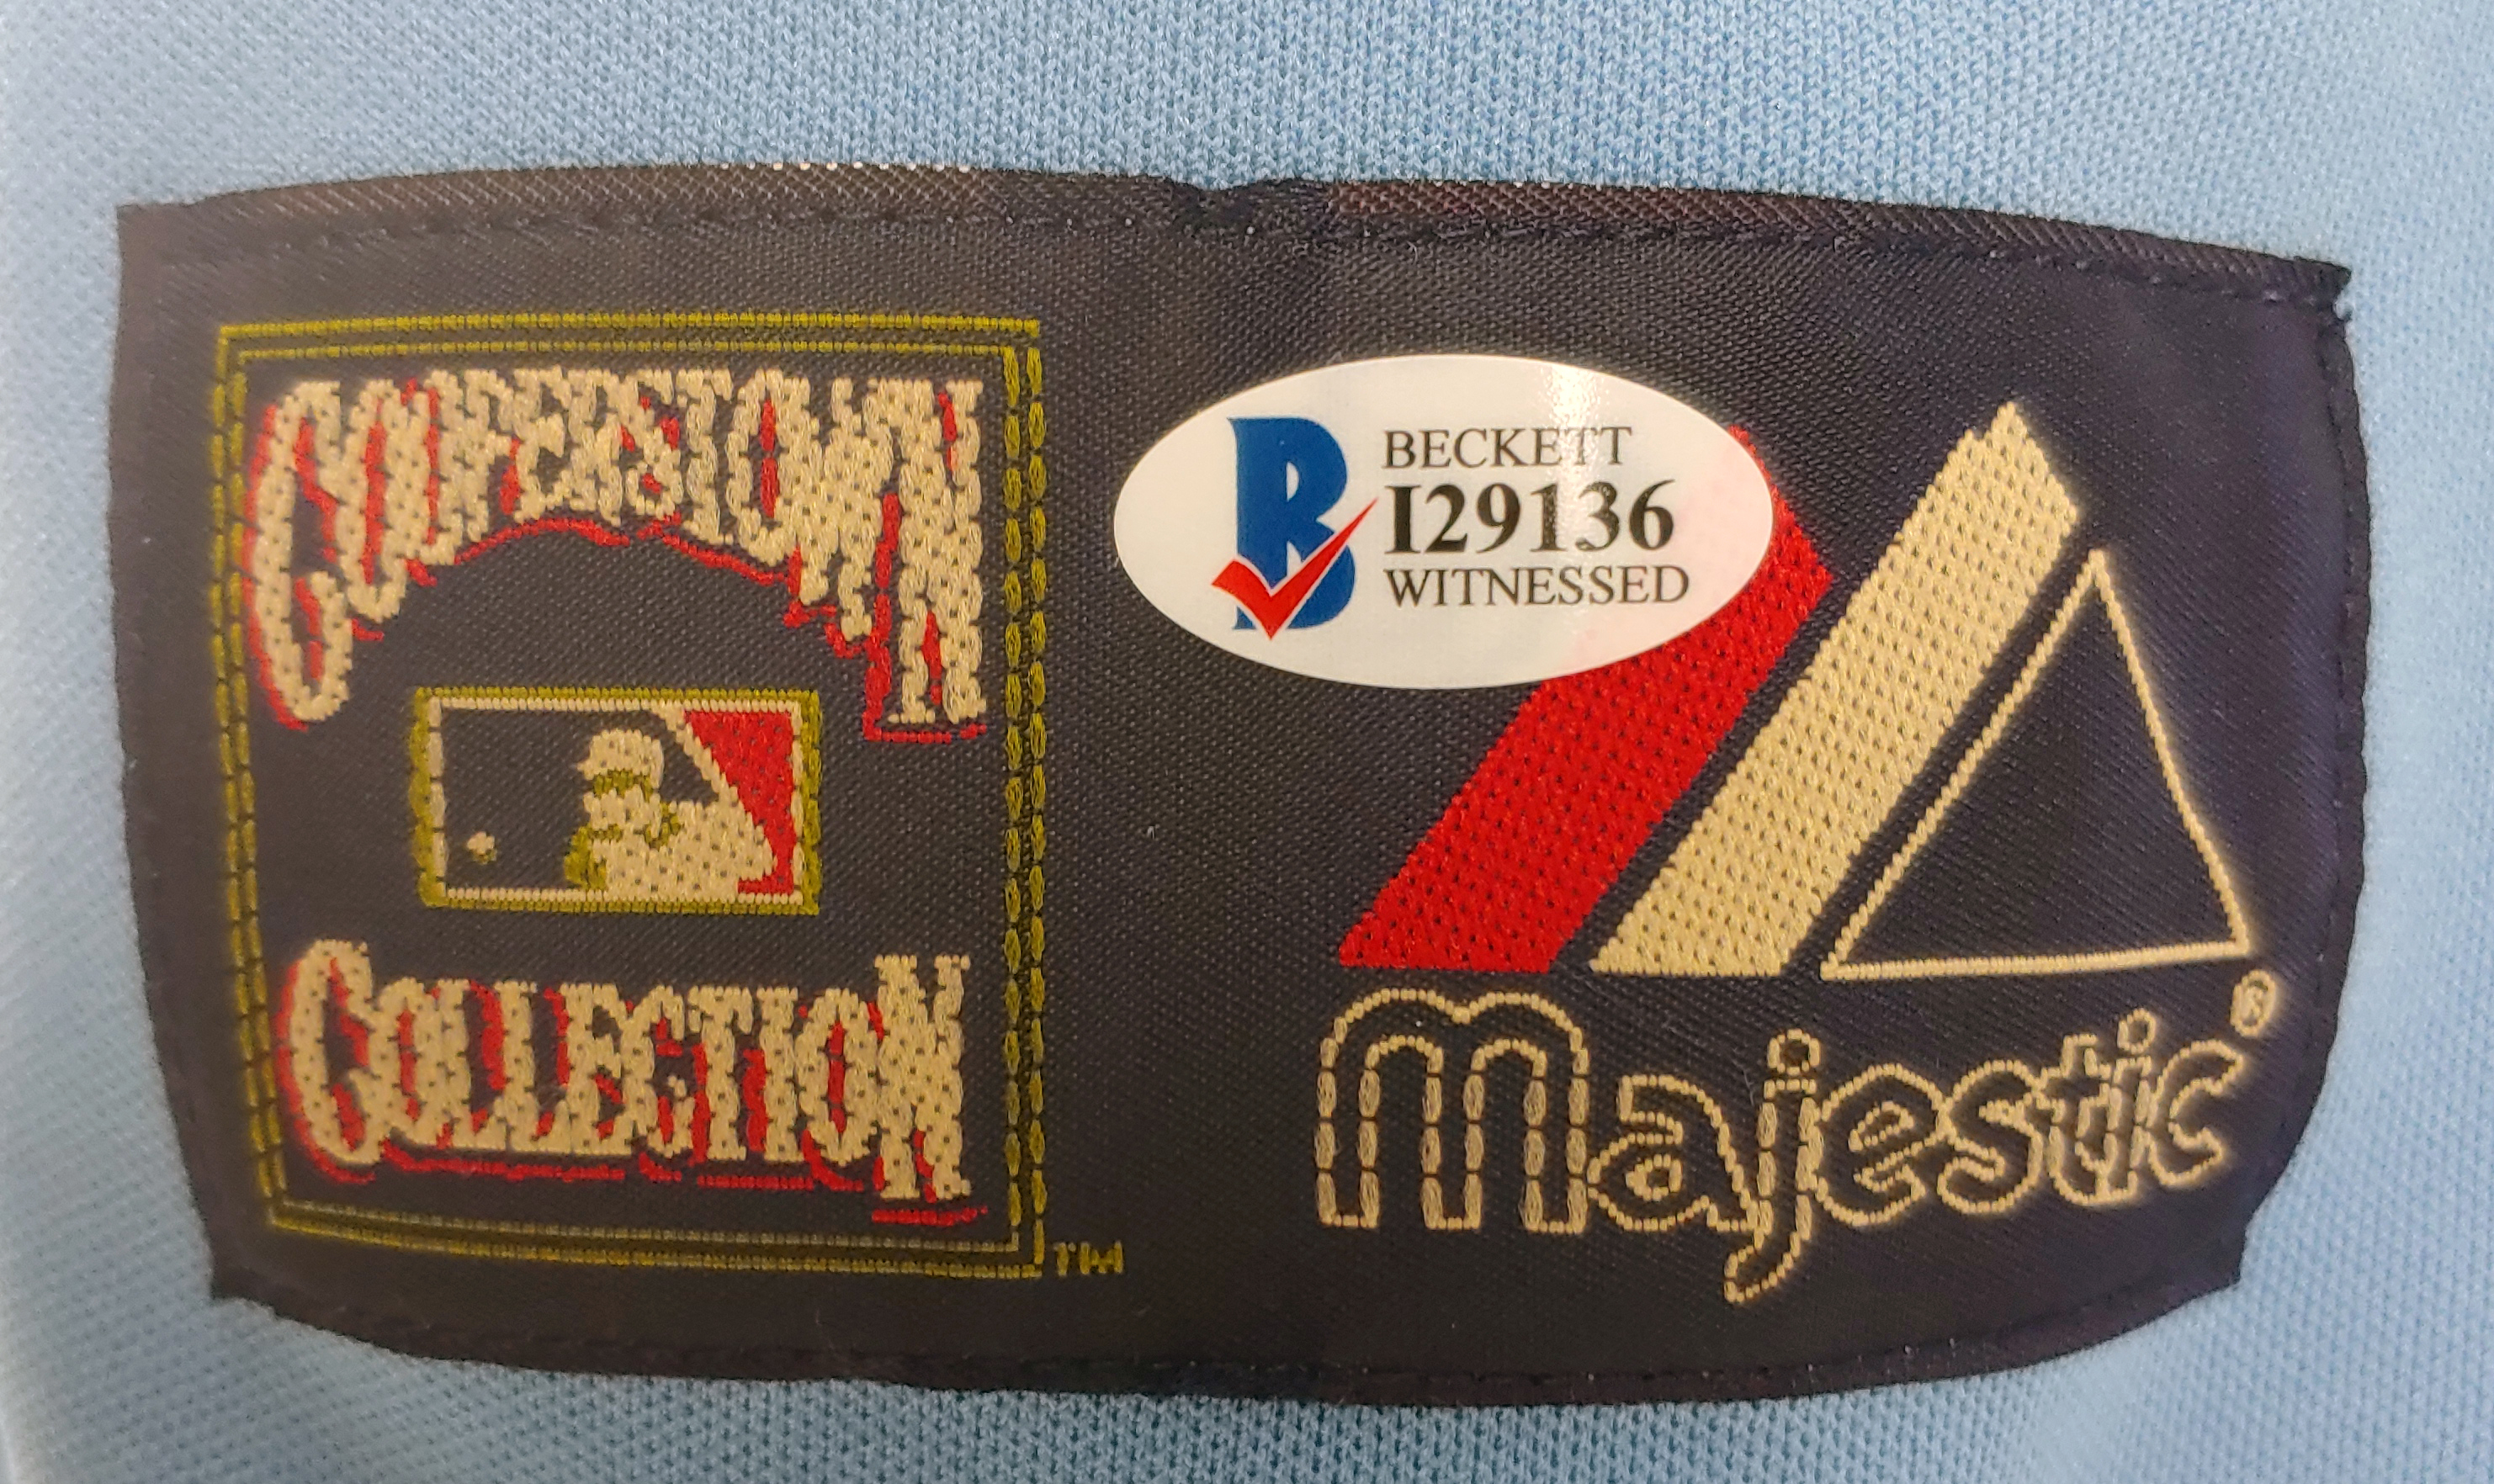 COOPERSTOWN
COLLECTION
TM
BECKETT
I29136
WITNESSED
majestic®